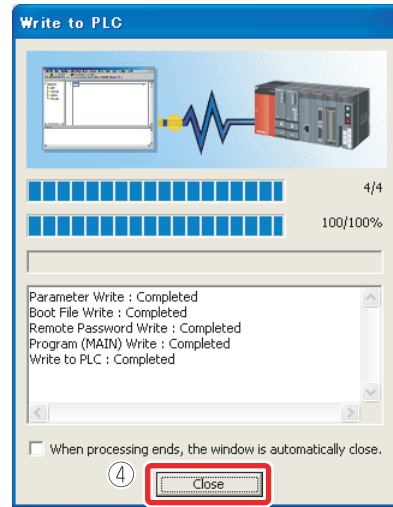 Write to PLC
4/4
100/100%
Parameter Write : Completed
Boot File Write : Completed
Remote Password Write : Completed
Program (MAIN) Write : Completed
Write to PLC : Completed
When processing ends, the window is automatically close.
④
Close